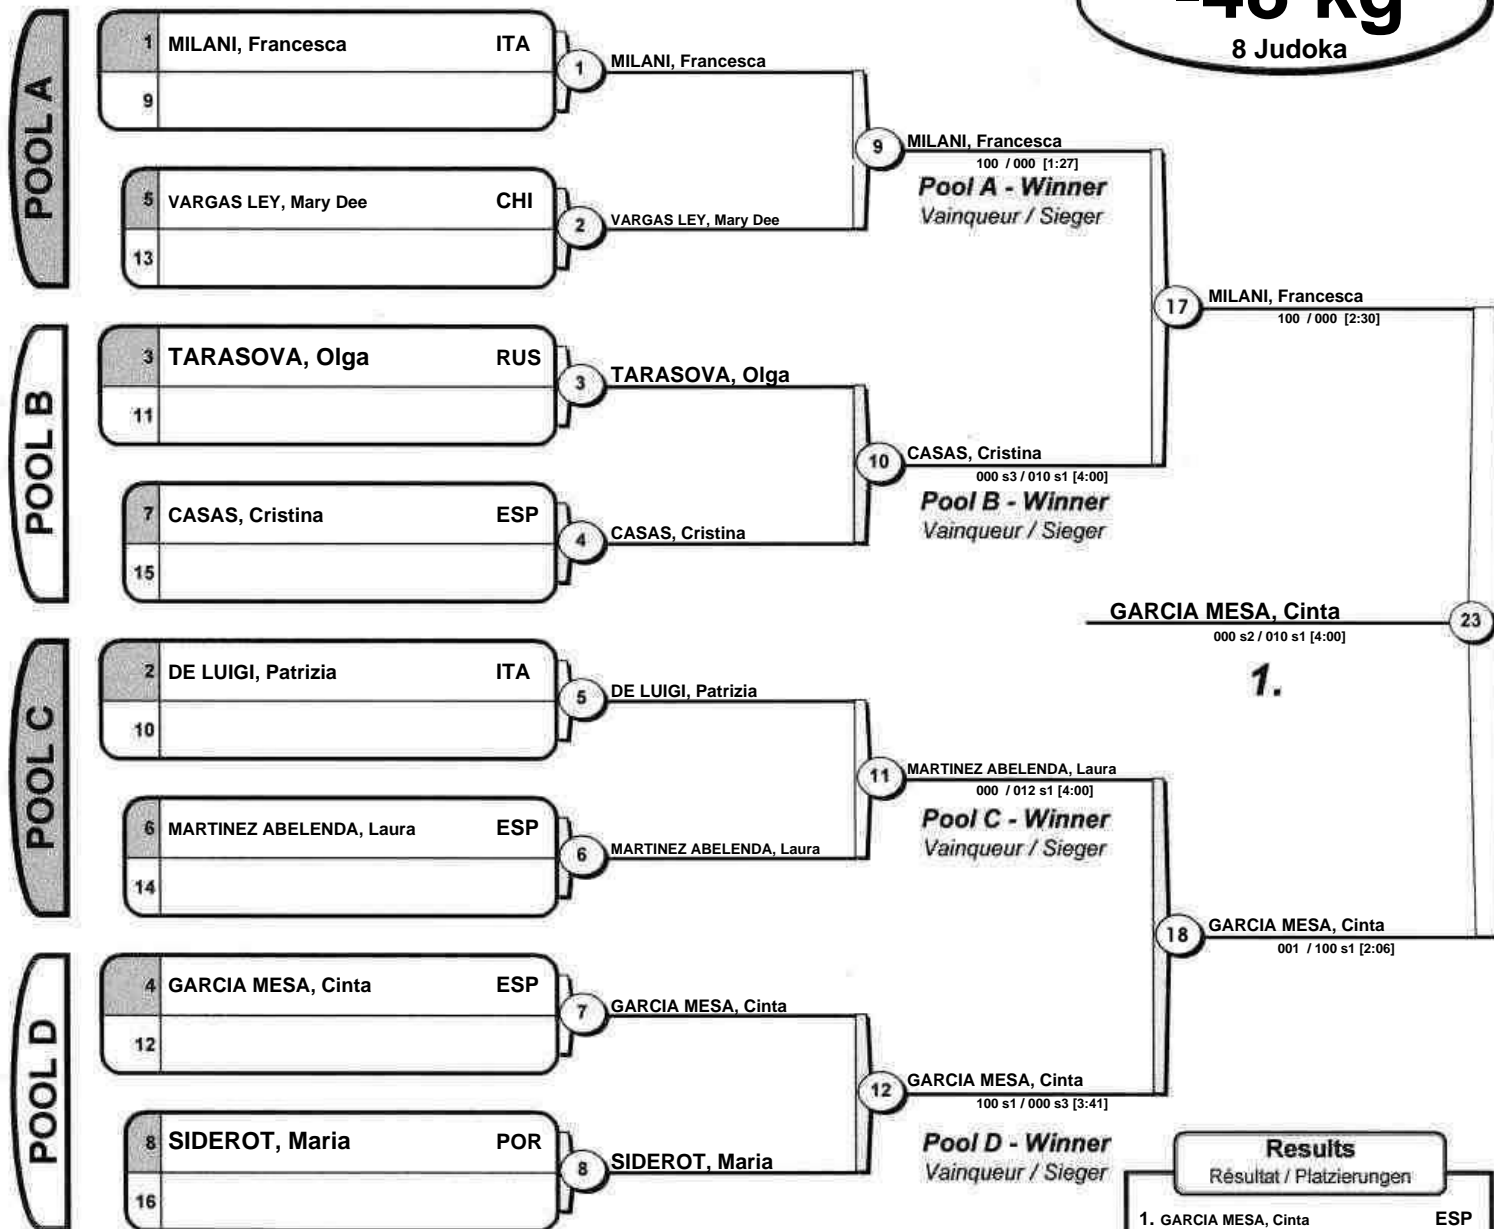 -48 kg
8 Judoka
POOL A
1 MILANI, Francesca ITA
9
5 VARGAS LEY, Mary Dee CHI
13
1 MILANI, Francesca
2 VARGAS LEY, Mary Dee
9 MILANI, Francesca
100 / 000 [1:27]
Pool A - Winner
Vainqueur / Sieger
POOL B
3 TARASOVA, Olga RUS
11
7 CASAS, Cristina ESP
15
3 TARASOVA, Olga
4 CASAS, Cristina
10 CASAS, Cristina
000 s3 / 010 s1 [4:00]
Pool B - Winner
Vainqueur / Sieger
17 MILANI, Francesca
100 / 000 [2:30]
GARCIA MESA, Cinta 23
000 s2 / 010 s1 [4:00]
1.
POOL C
2 DE LUIGI, Patrizia ITA
10
6 MARTINEZ ABELENDA, Laura ESP
14
5 DE LUIGI, Patrizia
6 MARTINEZ ABELENDA, Laura
11 MARTINEZ ABELENDA, Laura
000 / 012 s1 [4:00]
Pool C - Winner
Vainqueur / Sieger
18 GARCIA MESA, Cinta
001 / 100 s1 [2:06]
POOL D
4 GARCIA MESA, Cinta ESP
12
8 SIDEROT, Maria POR
16
7 GARCIA MESA, Cinta
8 SIDEROT, Maria
12 GARCIA MESA, Cinta
100 s1 / 000 s3 [3:41]
Pool D - Winner
Vainqueur / Sieger
Results
Résultat / Platzierungen
1. GARCIA MESA, Cinta ESP